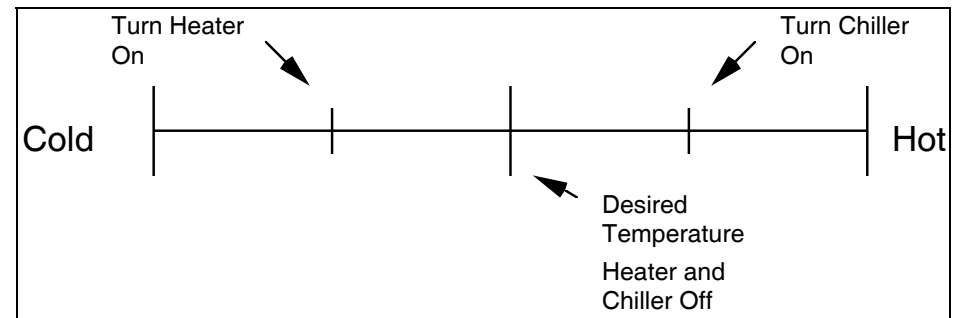 Turn Heater
On
Turn Chiller
On
Cold
Hot
Desired
Temperature
Heater and
Chiller Off